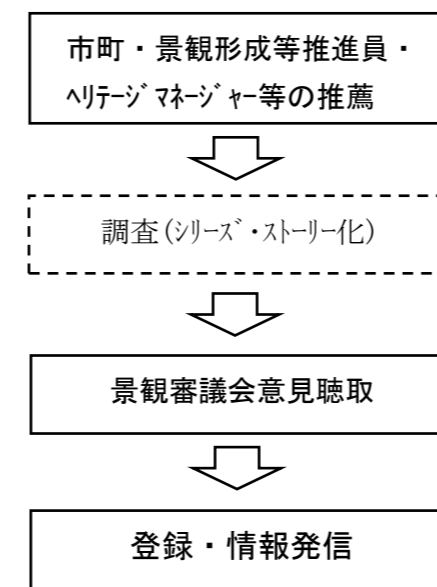 市町・景観形成等推進員・
ﾍﾘﾃｰｼﾞﾏﾈｰｼﾞｬｰ等の推薦
調査(ｼﾘｰｽﾞ・ｽﾄｰﾘｰ化)
景観審議会意見聴取
登録・情報発信